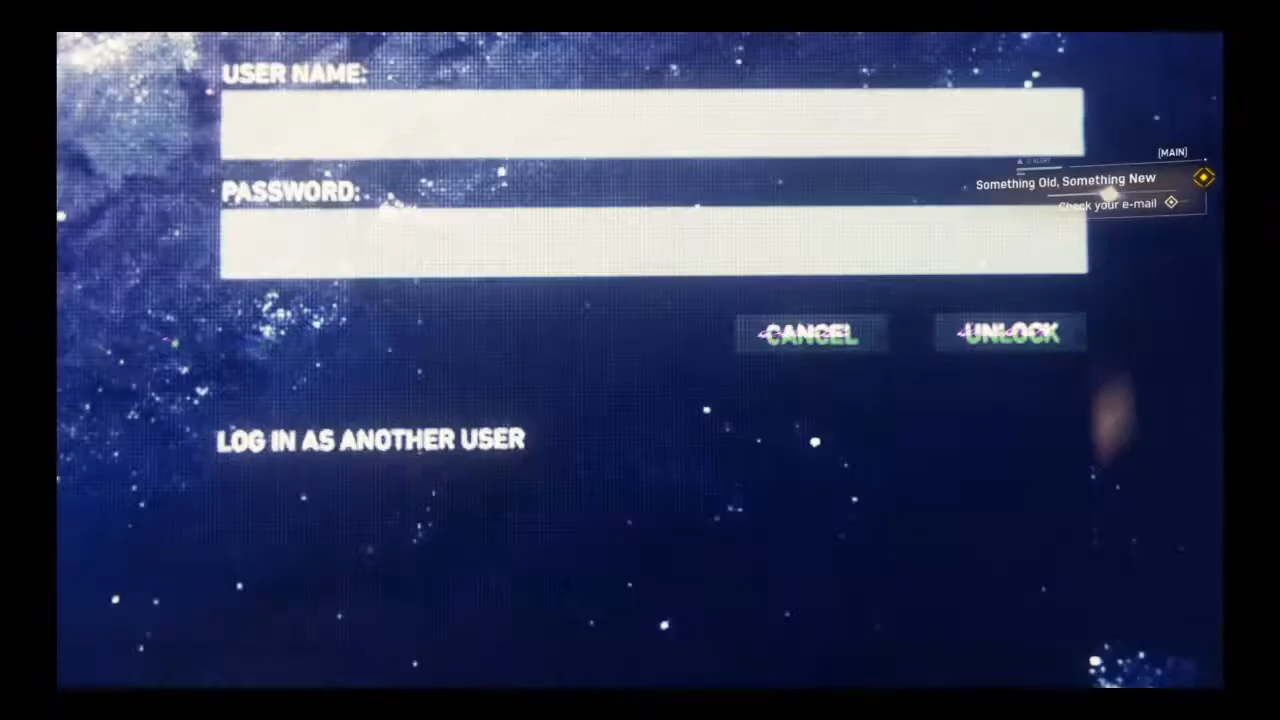 USER NAME:
[MAIN]
Something Old, Something New
PASSWORD:
Check your e-mail
CANCEL
UNLOCK
LOG IN AS ANOTHER USER